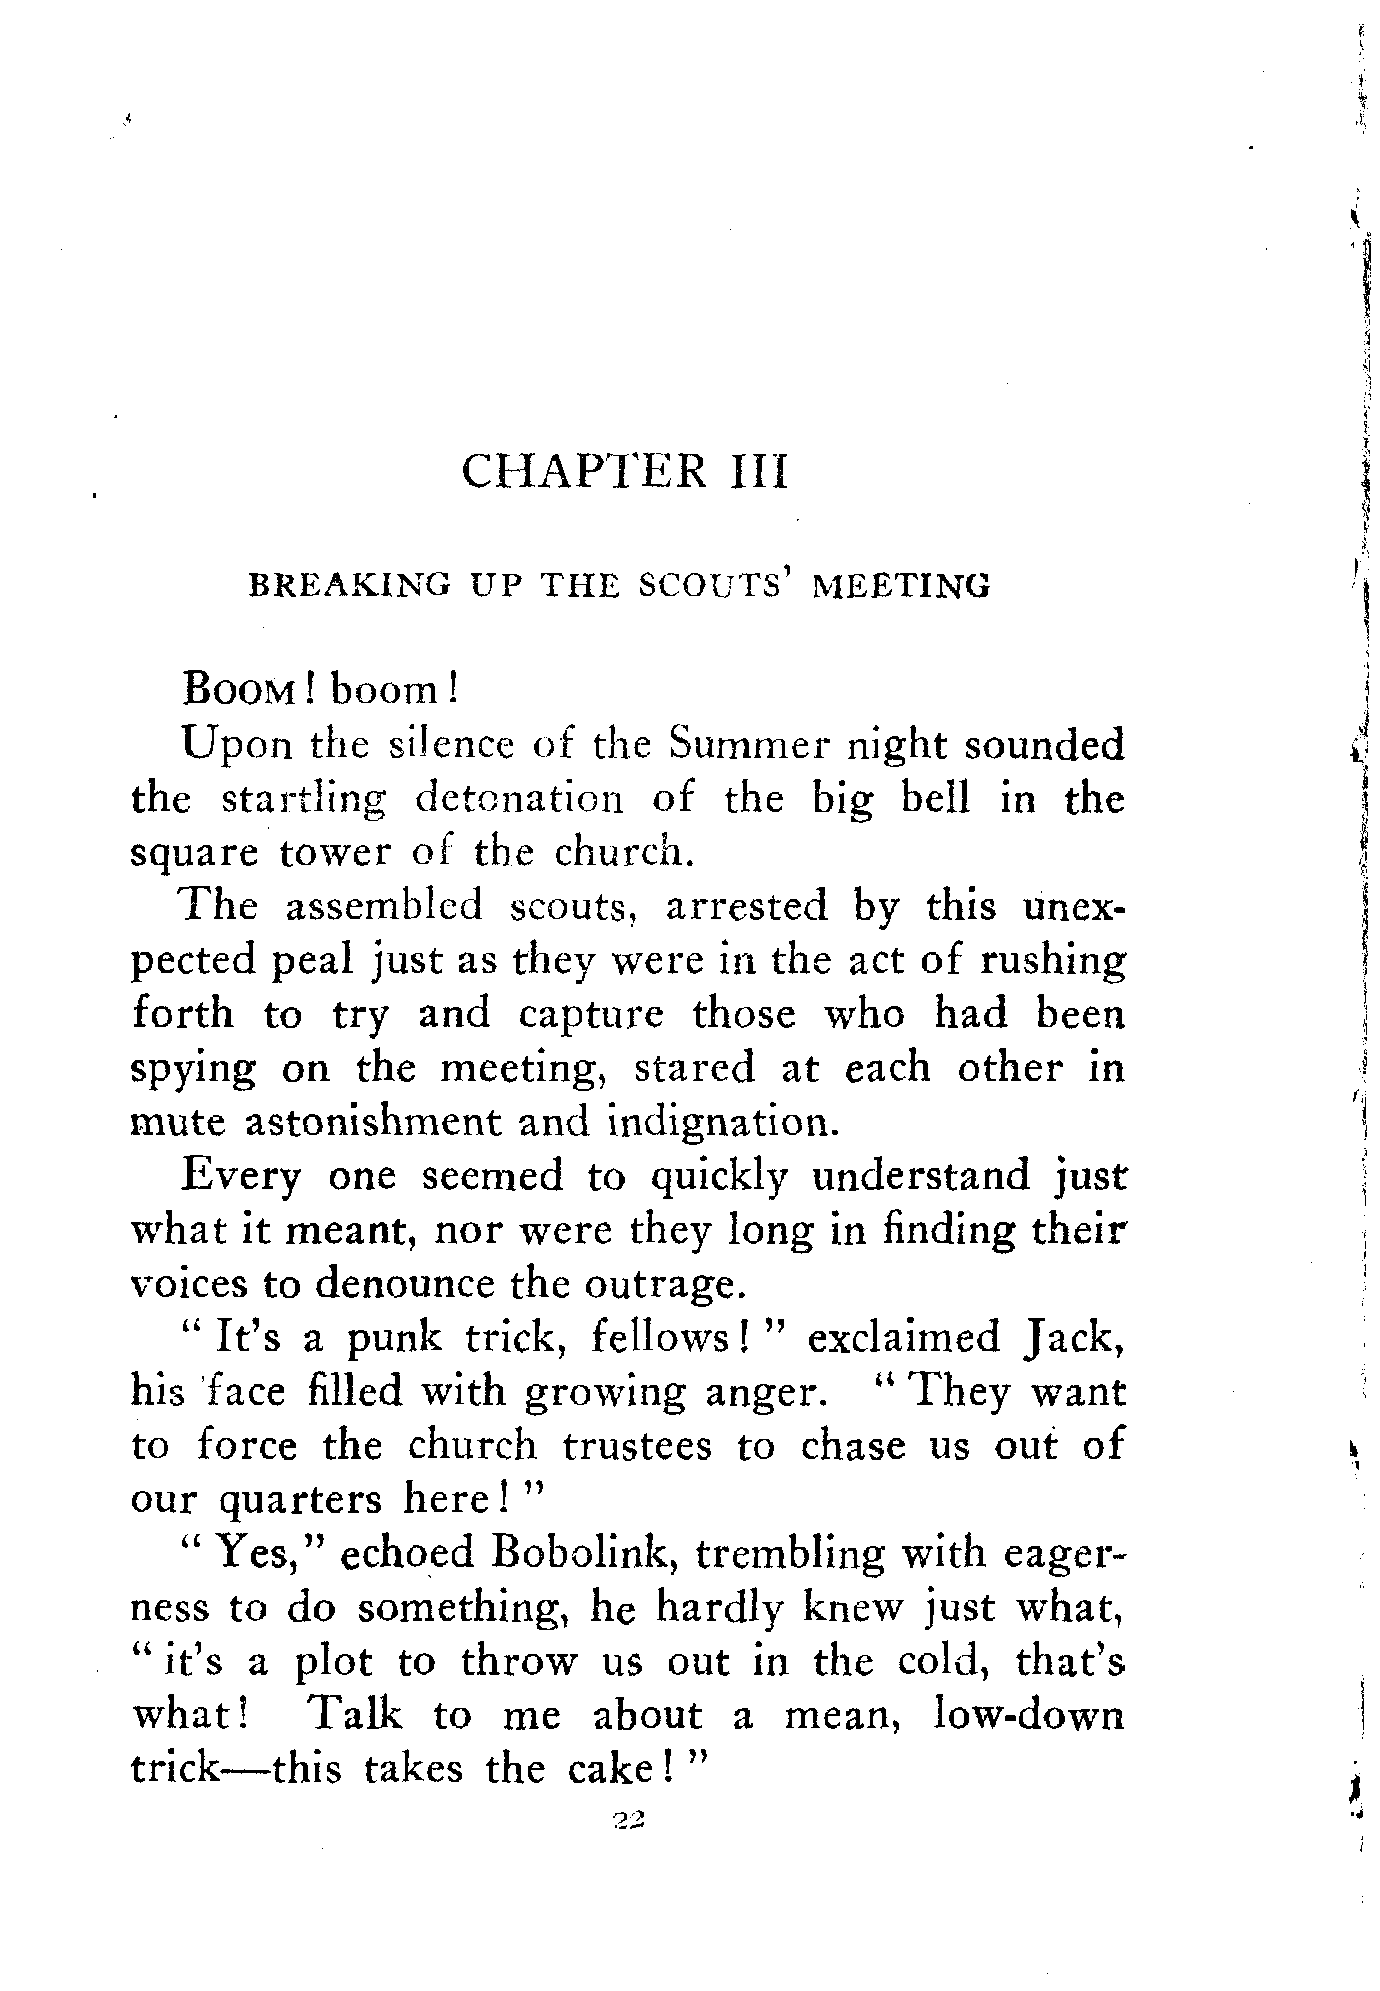 CHAPTER III
BREAKING UP THE SCOUTS' MEETING
BOOM! boom!
Upon the silence of the Summer night sounded
the startling detonation of the big bell in the
square tower of the church.
The assembled scouts, arrested by this unex-
pected peal just as they were in the act of rushing
forth to try and capture those who had been
spying on the meeting, stared at each other in
mute astonishment and indignation.
Every one seemed to quickly understand just
what it meant, nor were they long in finding their
voices to denounce the outrage.
"It's a punk trick, fellows!" exclaimed Jack,
his face filled with growing anger. "They want
to force the church trustees to chase us out of
our quarters here!"
"Yes," echoed Bobolink, trembling with eager-
ness to do something, he hardly knew just what,
"it's a plot to throw us out in the cold, that's
what! Talk to me about a mean, low-down
trick—this takes the cake!"
22